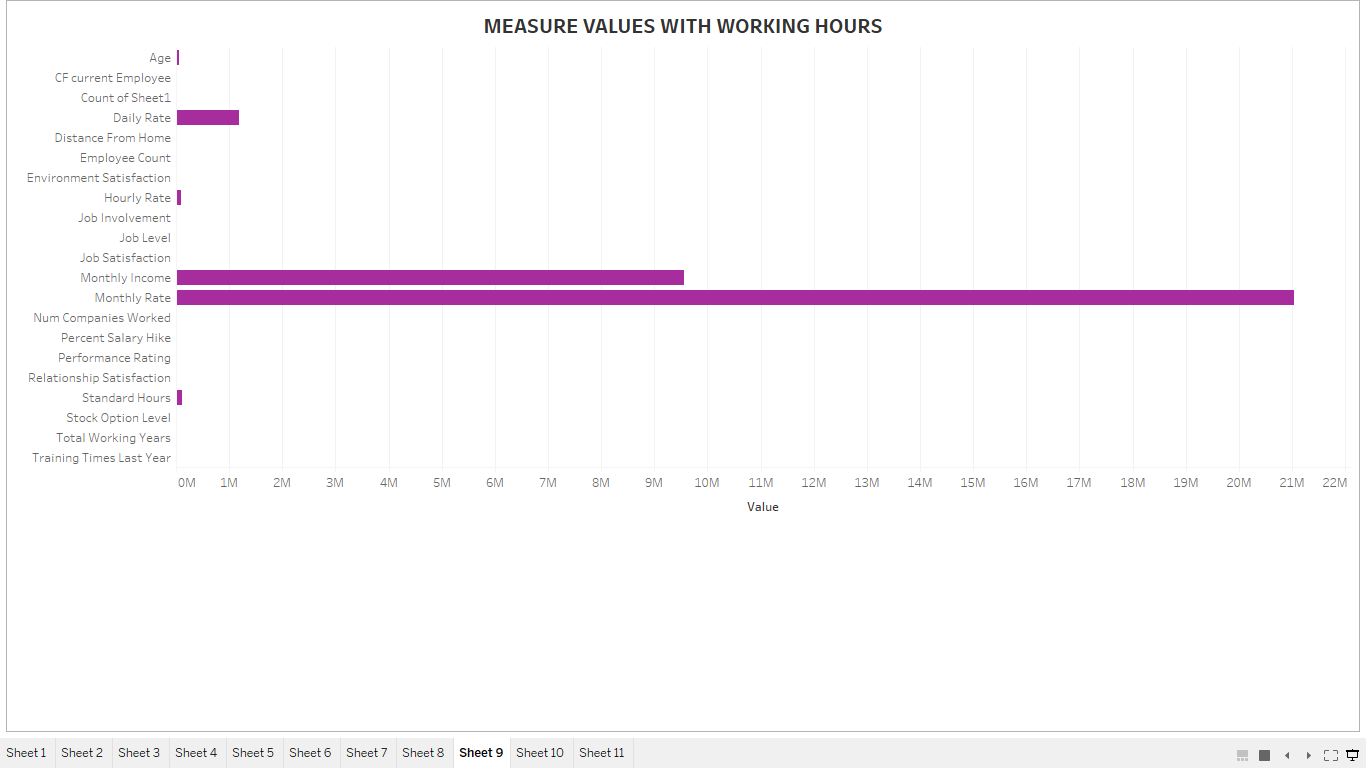 MEASURE VALUES WITH WORKING HOURS
Age
CF current Employee
Count of Sheet1
Daily Rate
Distance From Home
Employee Count
Environment Satisfaction
Hourly Rate
Job Involvement
Job Level
Job Satisfaction
Monthly Income
Monthly Rate
Num Companies Worked
Percent Salary Hike
Performance Rating
Relationship Satisfaction
Standard Hours
Stock Option Level
Total Working Years
Training Times Last Year
0M 1M 2M 3M 4M 5M 6M 7M 8M 9M 10M 11M 12M 13M 14M 15M 16M 17M 18M 19M 20M 21M 22M
Value
Sheet 1 Sheet 2 Sheet 3 Sheet 4 Sheet 5 Sheet 6 Sheet 7 Sheet 8 Sheet 9 Sheet 10 Sheet 11